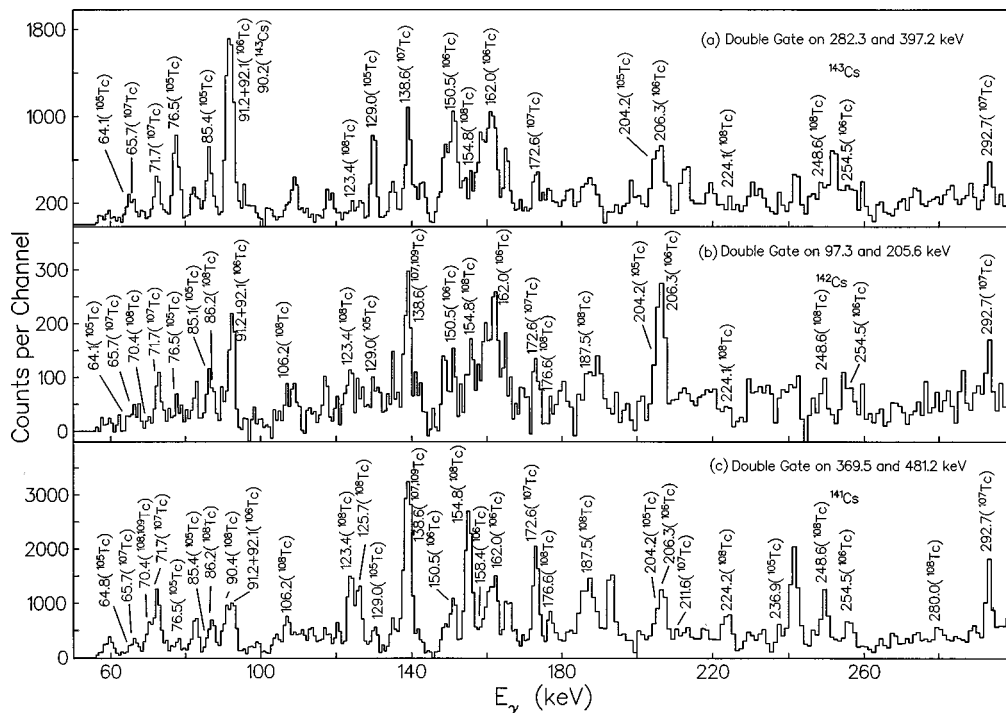 Counts per Channel
1800
1000
200
(a) Double Gate on 282.3 and 397.2 keV
¹⁴³Cs
64.1(¹⁰⁵Tc)
65.7(¹⁰⁷Tc)
71.7(¹⁰⁷Tc)
76.5(¹⁰⁵Tc)
85.4(¹⁰⁵Tc)
91.2+92.1(¹⁰⁶Tc)
90.2(¹⁴³Cs)
123.4(¹⁰⁸Tc)
129.0(¹⁰⁵Tc)
138.6(¹⁰⁷Tc)
150.5(¹⁰⁶Tc)
154.8(¹⁰⁸Tc)
162.0(¹⁰⁶Tc)
172.6(¹⁰⁷Tc)
204.2(¹⁰⁵Tc)
206.3(¹⁰⁶Tc)
224.1(¹⁰⁸Tc)
248.6(¹⁰⁸Tc)
254.5(¹⁰⁶Tc)
292.7(¹⁰⁷Tc)
300
200
100
0
(b) Double Gate on 97.3 and 205.6 keV
¹⁴²Cs
64.1(¹⁰⁵Tc)
65.7(¹⁰⁷Tc)
70.4(¹⁰⁸Tc)
71.7(¹⁰⁷Tc)
76.5(¹⁰⁵Tc)
85.1(¹⁰⁵Tc)
86.2(¹⁰⁸Tc)
91.2+92.1(¹⁰⁶Tc)
106.2(¹⁰⁸Tc)
123.4(¹⁰⁸Tc)
129.0(¹⁰⁵Tc)
138.6(¹⁰⁷,¹⁰⁹Tc)
150.5(¹⁰⁶Tc)
154.8(¹⁰⁸Tc)
162.0(¹⁰⁶Tc)
172.6(¹⁰⁷Tc)
176.6(¹⁰⁸Tc)
187.5(¹⁰⁸Tc)
204.2(¹⁰⁵Tc)
206.3(¹⁰⁶Tc)
224.1(¹⁰⁸Tc)
248.6(¹⁰⁸Tc)
254.5(¹⁰⁶Tc)
292.7(¹⁰⁷Tc)
3000
2000
1000
0
(c) Double Gate on 369.5 and 481.2 keV
¹⁴¹Cs
64.8(¹⁰⁵Tc)
65.7(¹⁰⁷Tc)
70.4(¹⁰⁸,¹⁰⁹Tc)
71.7(¹⁰⁷Tc)
76.5(¹⁰⁵Tc)
85.4(¹⁰⁵Tc)
86.2(¹⁰⁸Tc)
90.4(¹⁰⁸Tc)
91.2+92.1(¹⁰⁶Tc)
106.2(¹⁰⁸Tc)
123.4(¹⁰⁸Tc)
125.7(¹⁰⁸Tc)
129.0(¹⁰⁵Tc)
138.6(¹⁰⁷,¹⁰⁹Tc)
150.5(¹⁰⁶Tc)
154.8(¹⁰⁸Tc)
158.4(¹⁰⁶Tc)
162.0(¹⁰⁶Tc)
172.6(¹⁰⁷Tc)
176.6(¹⁰⁸Tc)
187.5(¹⁰⁸Tc)
204.2(¹⁰⁵Tc)
206.3(¹⁰⁶Tc)
211.6(¹⁰⁷Tc)
224.2(¹⁰⁸Tc)
236.9(¹⁰⁵Tc)
248.6(¹⁰⁸Tc)
254.5(¹⁰⁶Tc)
280.0(¹⁰⁸Tc)
292.7(¹⁰⁷Tc)
60 80 100 120 140 160 180 200 220 240 260 280
Eᵧ (keV)